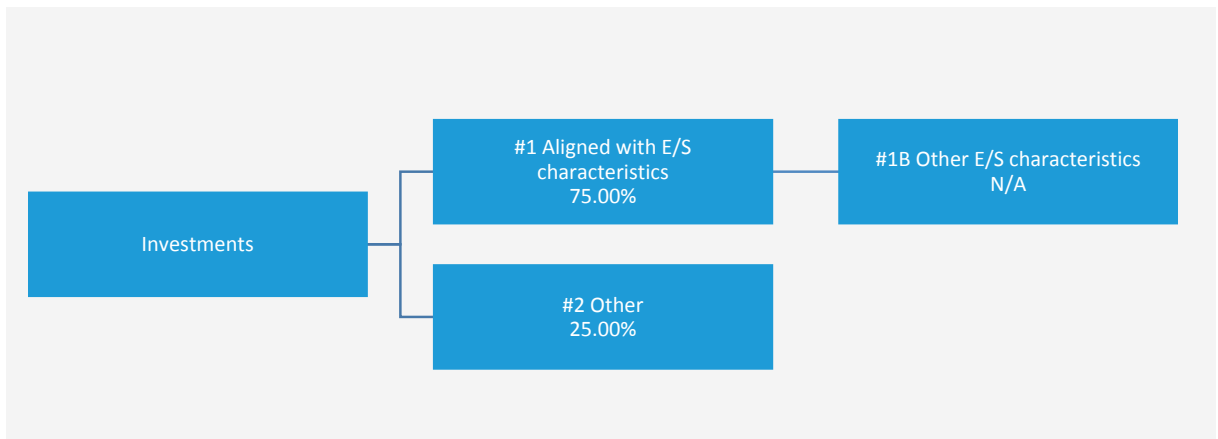 Investments
#1 Aligned with E/S
characteristics
75.00%
#1B Other E/S characteristics
N/A
#2 Other
25.00%